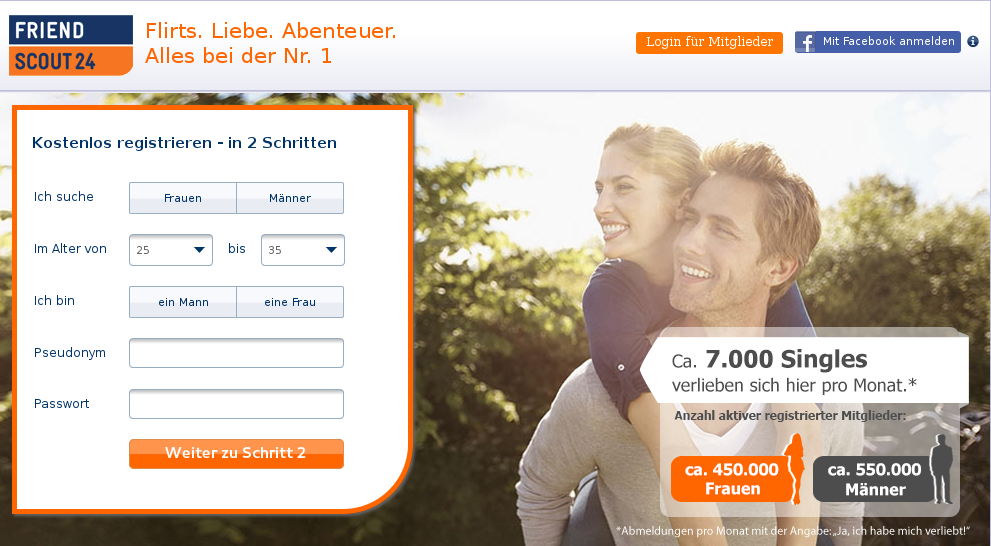 FRIEND
SCOUT 24
Flirts. Liebe. Abenteuer.
Alles bei der Nr. 1
Login für Mitglieder
Mit Facebook anmelden
Kostenlos registrieren - in 2 Schritten
Ich suche
Frauen
Männer
Im Alter von
25
bis
35
Ich bin
ein Mann
eine Frau
Pseudonym
Passwort
Weiter zu Schritt 2
Ca. 7.000 Singles
verlieben sich hier pro Monat.*
Anzahl aktiver registrierter Mitglieder:
ca. 450.000
Frauen
ca. 550.000
Männer
*Abmeldungen pro Monat mit der Angabe: „Ja, ich habe mich verliebt!"